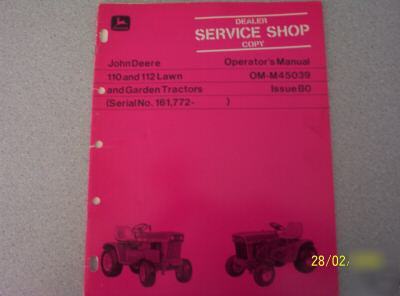 DEALER
SERVICE SHOP
COPY
John Deere
Operator's Manual
110 and 112 Lawn
OM-M45039
and Garden Tractors
Issue B0
(Serial No. 161,772- )
28/02/